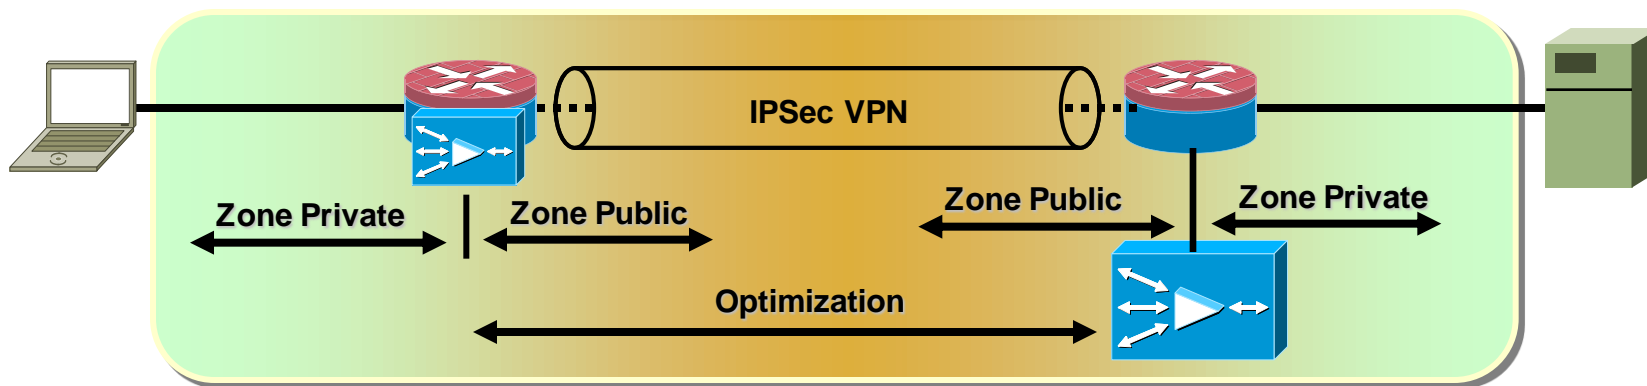 IPSec VPN
Zone Private
Zone Public
Zone Public
Zone Private
Optimization